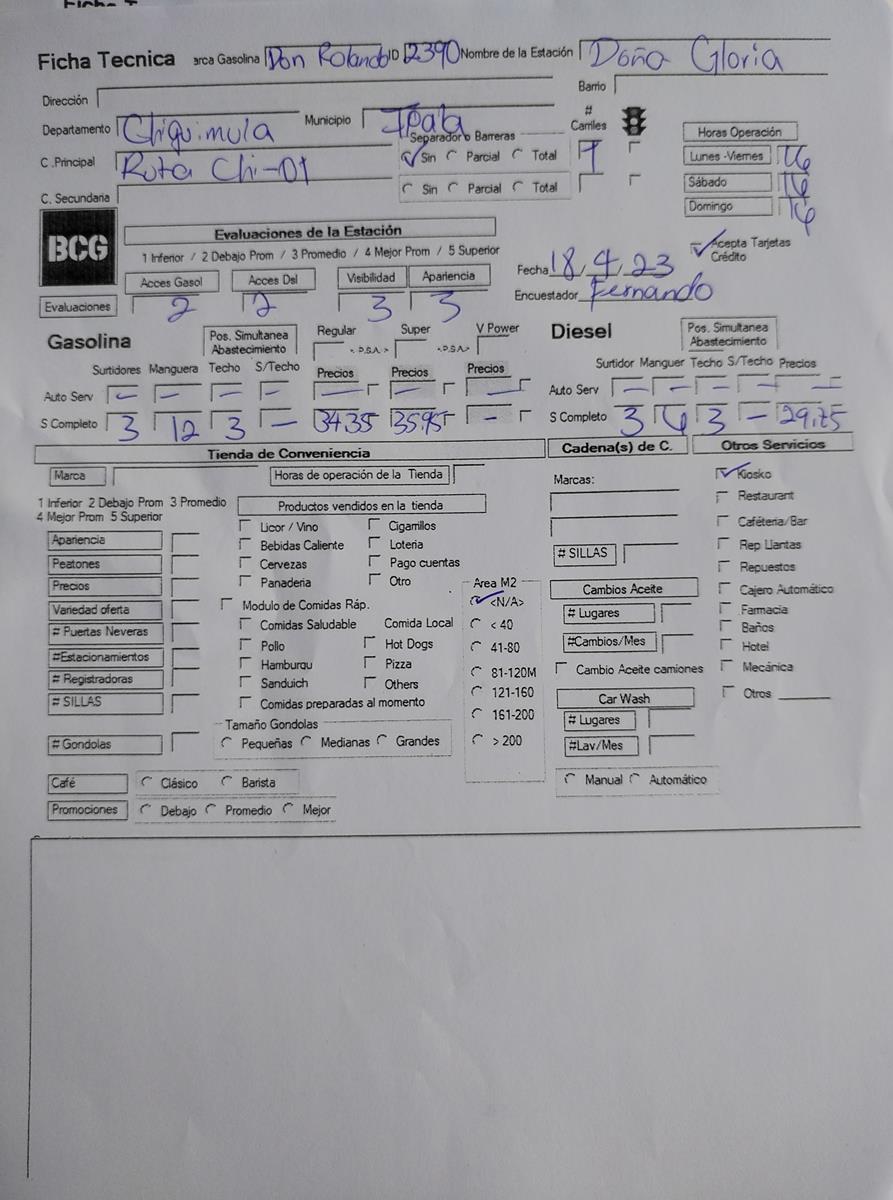 Ficha Tecnica arca Gasolina Don Rolando ID 2390 Nombre de la Estación Doña Gloria
Dirección Barrio
Departamento Chiquimula Municipio Ipala # Carriles Horas Operación
C .Principal Ruta Chi-01 Separador o Barreras Sin Parcial Total 1 Lunes -Viernes 16
C. Secundaria Sin Parcial Total Sábado 16
Domingo 16
BCG Evaluaciones de la Estación Acepta Tarjetas Crédito
1 Inferior / 2 Debajo Prom / 3 Promedio / 4 Mejor Prom / 5 Superior
Acces Gasol Acces Dsl Visibilidad Apariencia Fecha 18/4/23
Evaluaciones 2 2 3 3 Encuestador Fernando
Gasolina Pos. Simultanea Abastecimiento Regular < .P.S.A. > Super <.P.S.A> V Power Diesel Pos. Simultanea Abastecimiento
Surtidores Manguera Techo S/Techo Precios Precios Precios Surtidor Manguer Techo S/Techo Precios
Auto Serv — — — — — — — Auto Serv — — — — —
S Completo 3 12 3 — 34.35 35.95 — S Completo 3 6 3 — 29.75
Tienda de Conveniencia Cadena(s) de C. Otros Servicios
Marca Horas de operación de la Tienda Marcas: Kiosko
1 Inferior 2 Debajo Prom 3 Promedio
4 Mejor Prom 5 Superior
Productos vendidos en la tienda Restaurant
Apariencia Licor / Vino Cigarrillos Caféteria/Bar
Peatones Bebidas Caliente Loteria # SILLAS Rep Llantas
Precios Cervezas Pago cuentas Repuestos
Panaderia Otro Area M2 Cambios Aceite Cajero Automático
Variedad oferta Modulo de Comidas Ráp. <N/A> # Lugares Farmacia
# Puertas Neveras Comidas Saludable Comida Local < 40 Baños
#Estacionamientos Pollo Hot Dogs 41-80 #Cambios/Mes Hotel
# Registradoras Hamburqu Pizza 81-120M Cambio Aceite camiones Mecánica
# SILLAS Sanduich Others 121-160 Car Wash Otros
Comidas preparadas al momento 161-200 # Lugares
Tamaño Gondolas
# Gondolas Pequeñas Medianas Grandes > 200 #Lav/Mes
Café Clásico Barista Manual Automático
Promociones Debajo Promedio Mejor